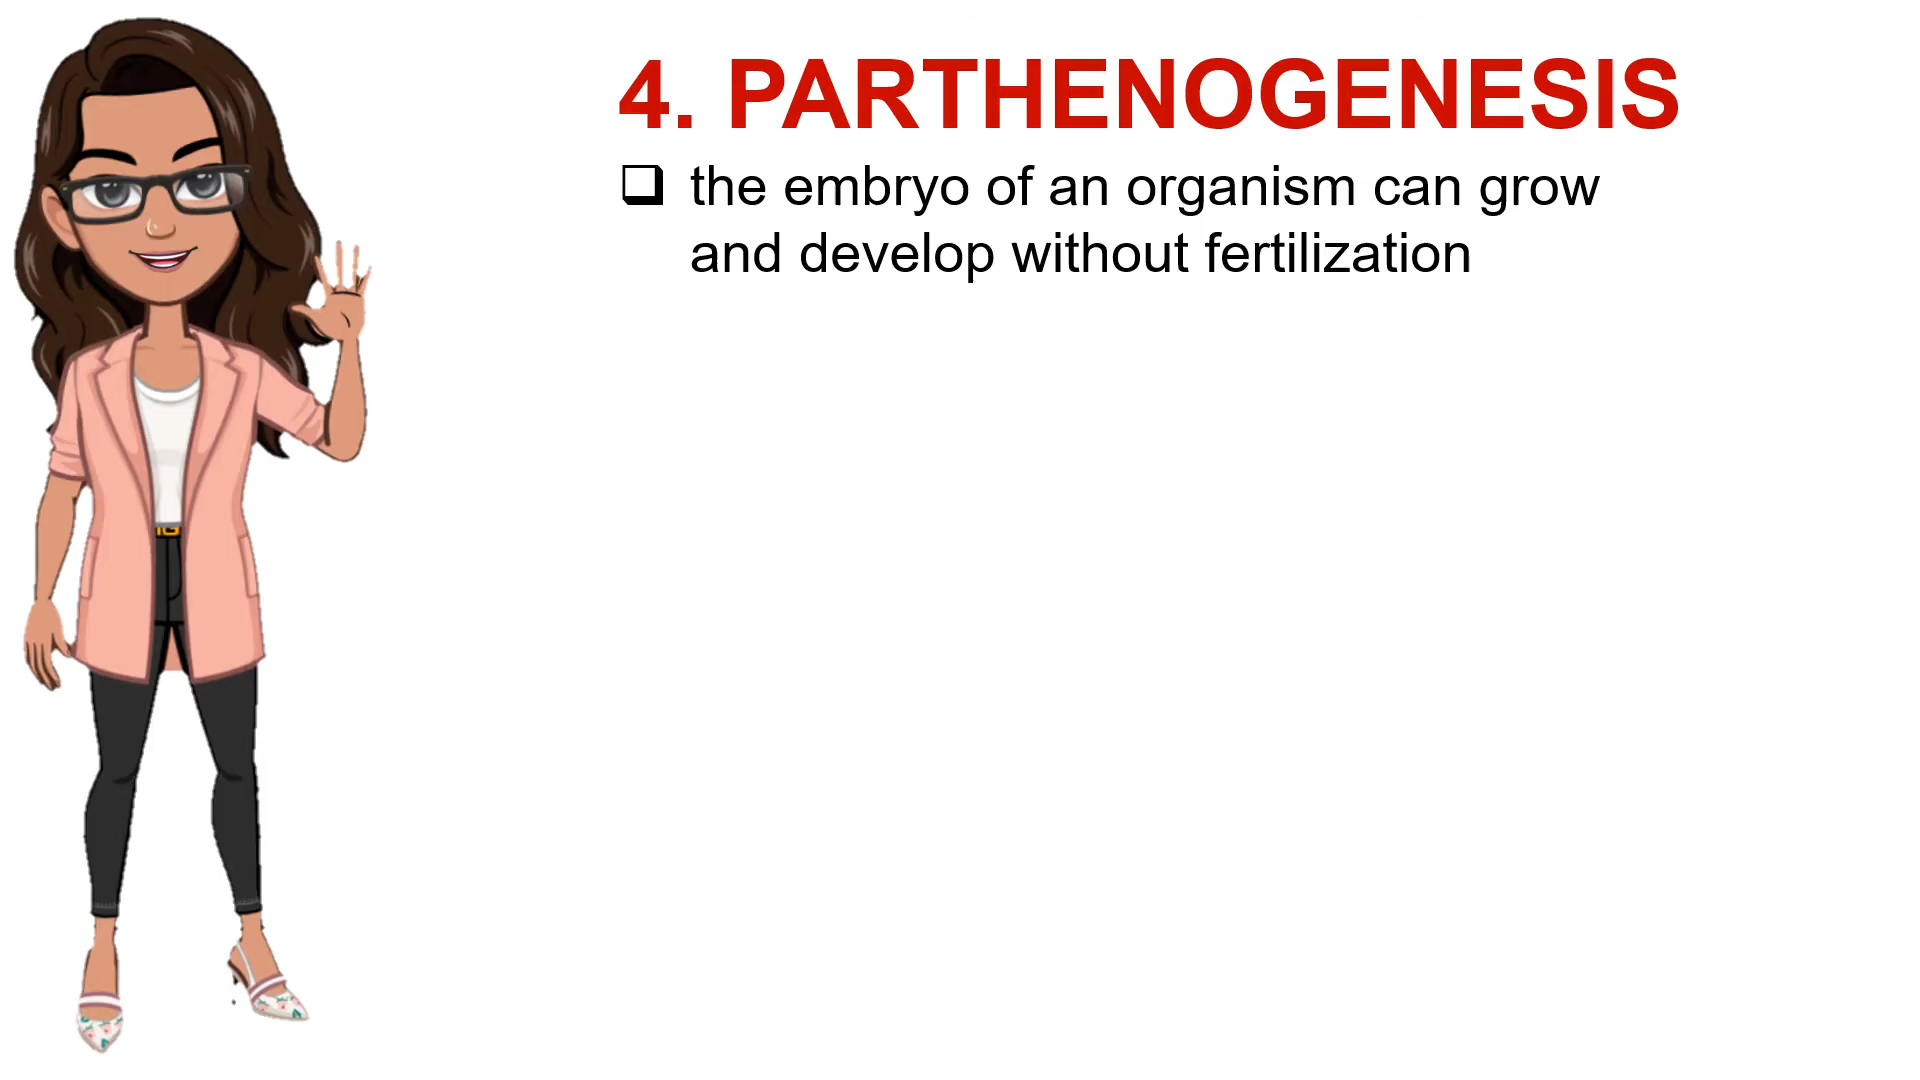 4. PARTHENOGENESIS
the embryo of an organism can grow
and develop without fertilization